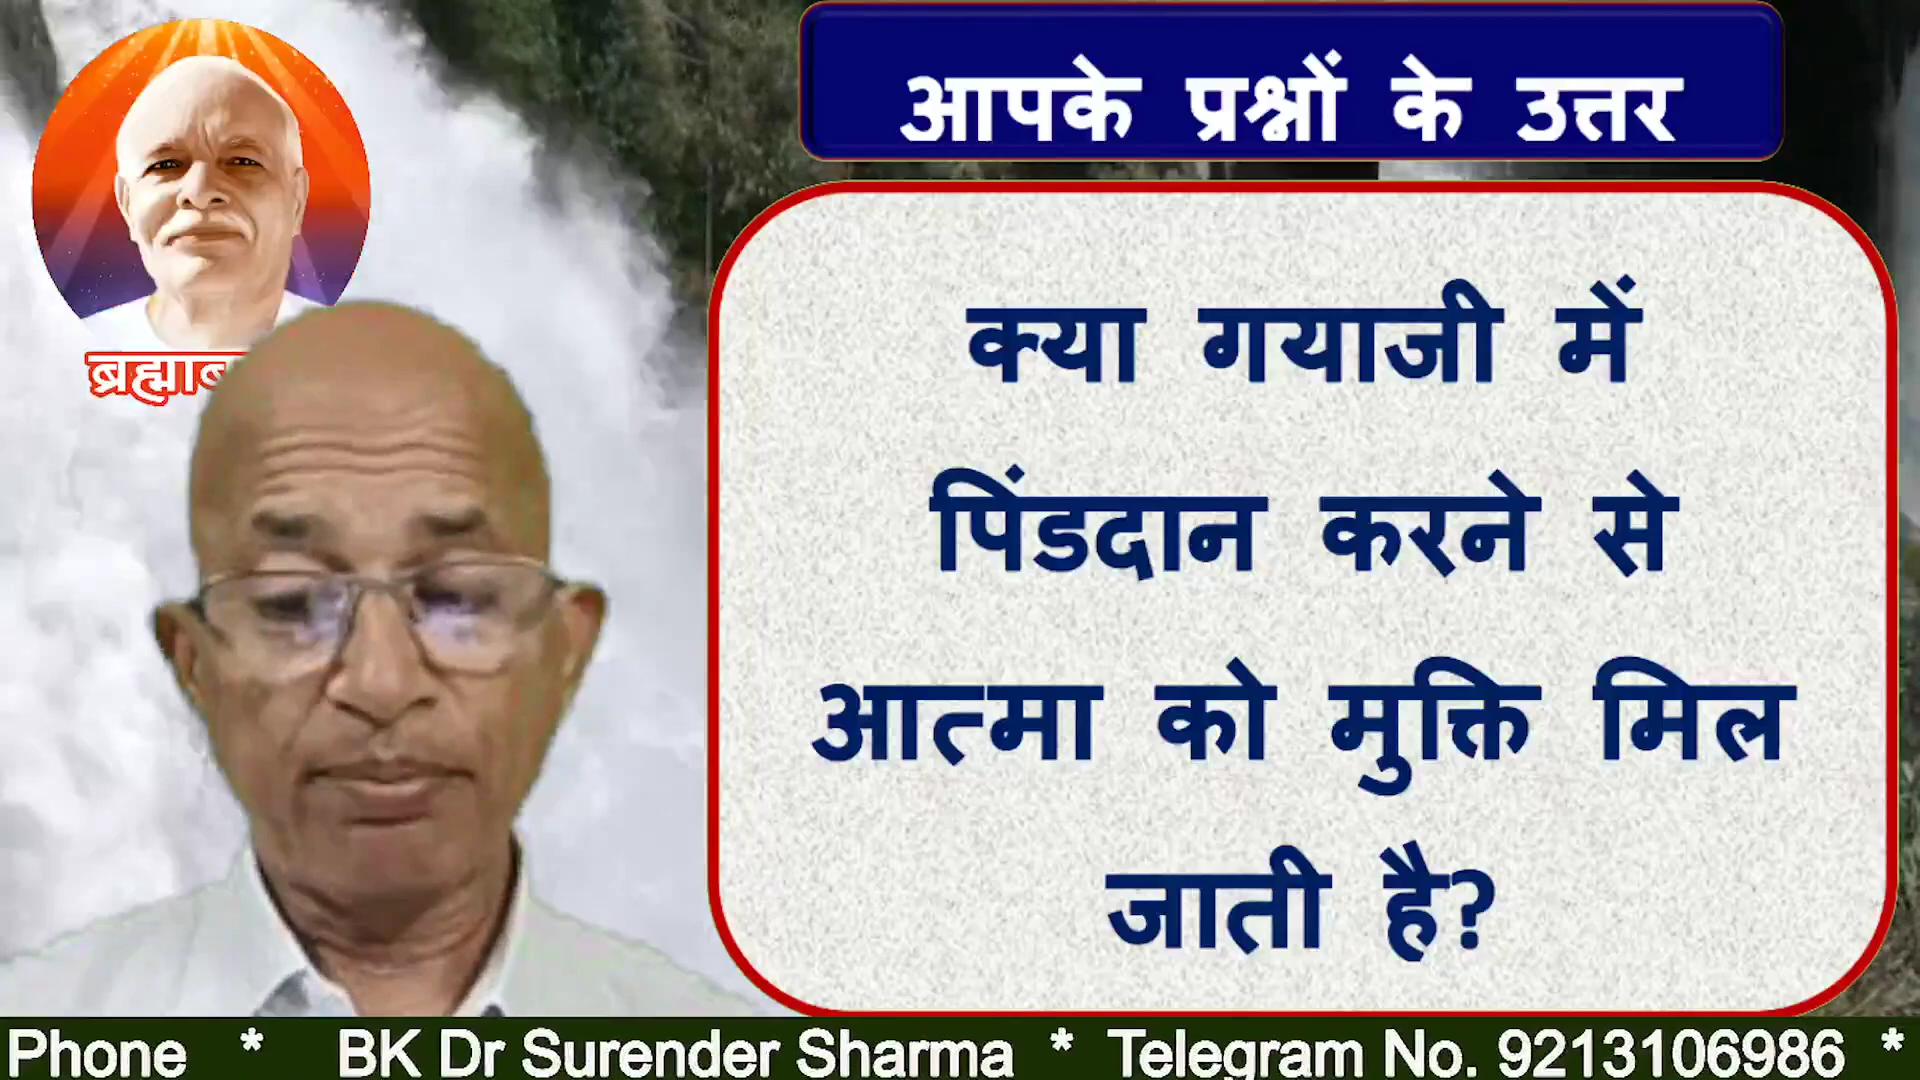 आपके प्रश्नों के उत्तर
क्या गयाजी में
पिंडदान करने से
आत्मा को मुक्ति मिल
जाती है?
Phone * BK Dr Surender Sharma * Telegram No. 9213106986 *